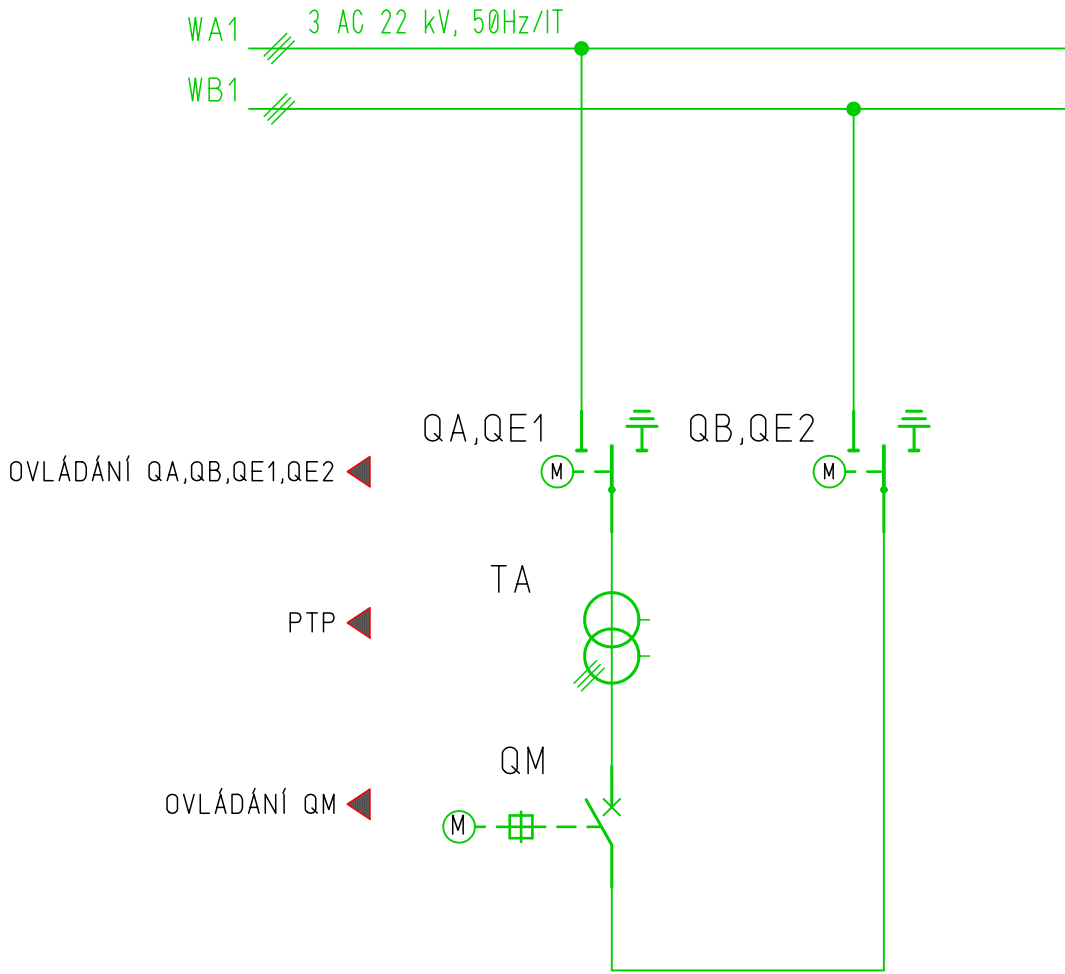 WA1 3 AC 22 kV, 50Hz/IT
WB1
QA,QE1 QB,QE2
OVLÁDÁNÍ QA,QB,QE1,QE2 M M
TA
PTP
QM
OVLÁDÁNÍ QM
M